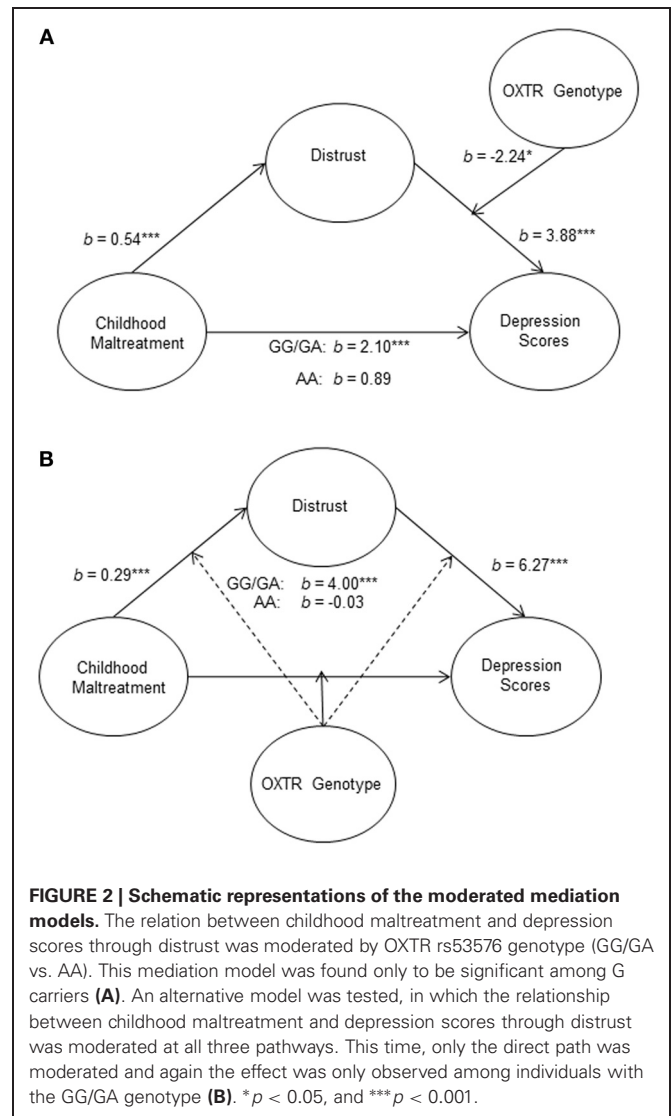 A
OXTR Genotype
Distrust
b = -2.24*
b = 0.54***
b = 3.88***
Childhood
Maltreatment
Depression
Scores
GG/GA: b = 2.10***
AA: b = 0.89
B
Distrust
b = 0.29***
GG/GA: b = 4.00***
AA: b = -0.03
b = 6.27***
Childhood
Maltreatment
Depression
Scores
OXTR Genotype
FIGURE 2 | Schematic representations of the moderated mediation
models. The relation between childhood maltreatment and depression
scores through distrust was moderated by OXTR rs53576 genotype (GG/GA
vs. AA). This mediation model was found only to be significant among G
carriers (A). An alternative model was tested, in which the relationship
between childhood maltreatment and depression scores through distrust
was moderated at all three pathways. This time, only the direct path was
moderated and again the effect was only observed among individuals with
the GG/GA genotype (B). *p < 0.05, and ***p < 0.001.